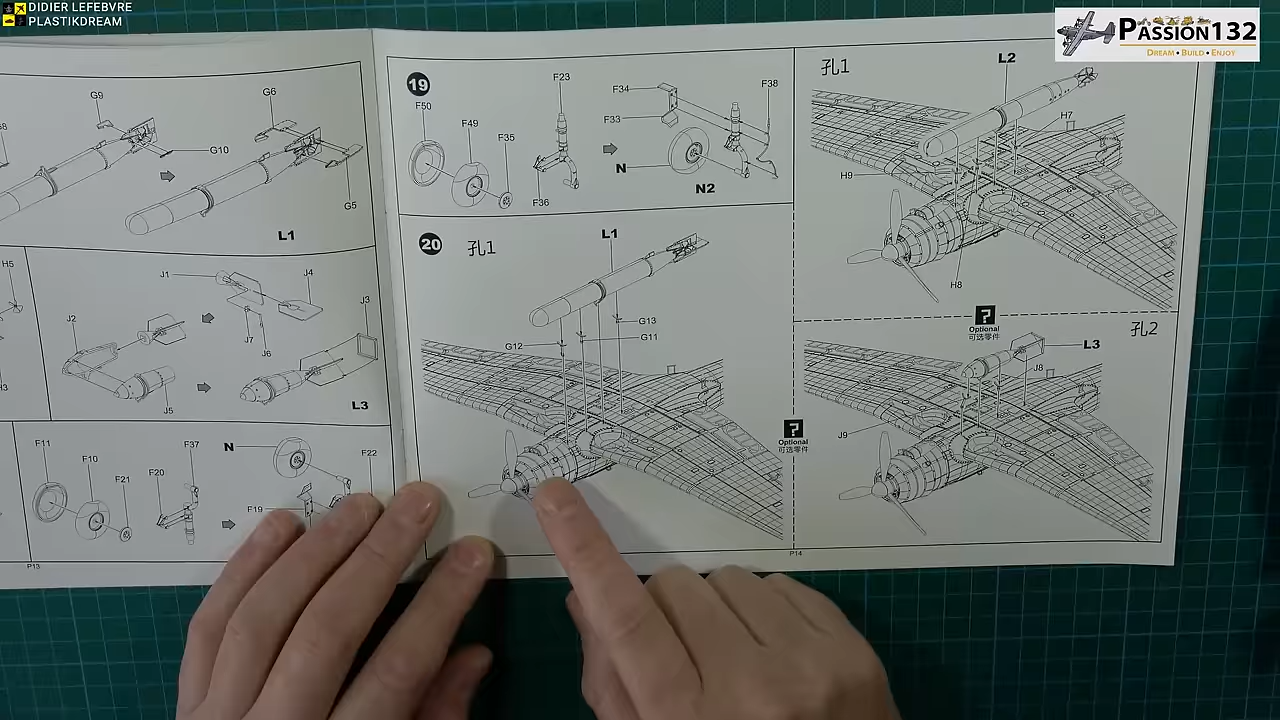 DIDIER LEFEBVRE
PLASTIKDREAM
PASSION132
DREAM • BUILD • ENJOY
G9
G6
G10
G5
L1
H5
J1
J4
J3
J2
J7
J6
J5
L3
F11
F10
F21
F20
F37
N
F22
F19
P13
19
F50
F49
F35
F23
F36
F34
F33
F38
N
N2
20
孔1
L1
G13
G11
G12
?
Optional
可选零件
孔1
L2
H7
H9
H8
?
Optional
可选零件
孔2
L3
J8
J9
P14